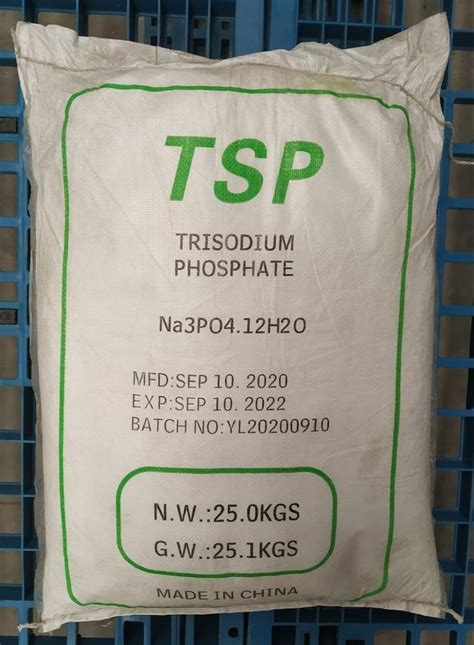 TSP
TRISODIUM
PHOSPHATE
Na3PO4.12H2O
MFD:SEP 10. 2020
EXP:SEP 10. 2022
BATCH NO:YL20200910
N.W.:25.0KGS
G.W.:25.1KGS
MADE IN CHINA